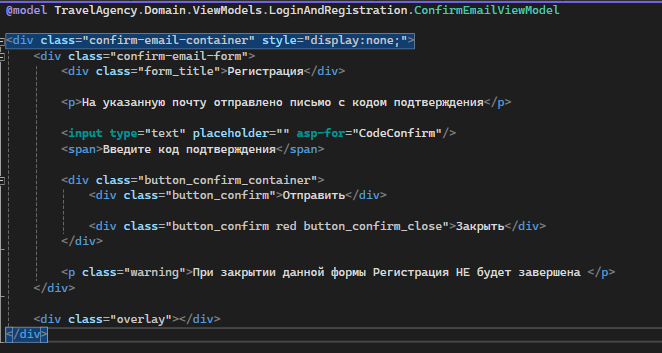 @model TravelAgency.Domain.ViewModels.LoginAndRegistration.ConfirmEmailViewModel
<div class="confirm-email-container" style="display:none;">
<div class="confirm-email-form">
<div class="form_title">Регистрация</div>
<p>На указанную почту отправлено письмо с кодом подтверждения</p>
<input type="text" placeholder="" asp-for="CodeConfirm"/>
<span>Введите код подтверждения</span>
<div class="button_confirm_container">
<div class="button_confirm">Отправить</div>
<div class="button_confirm red button_confirm_close">Закрыть</div>
</div>
<p class="warning">При закрытии данной формы Регистрация НЕ будет завершена </p>
</div>
<div class="overlay"></div>
</div>